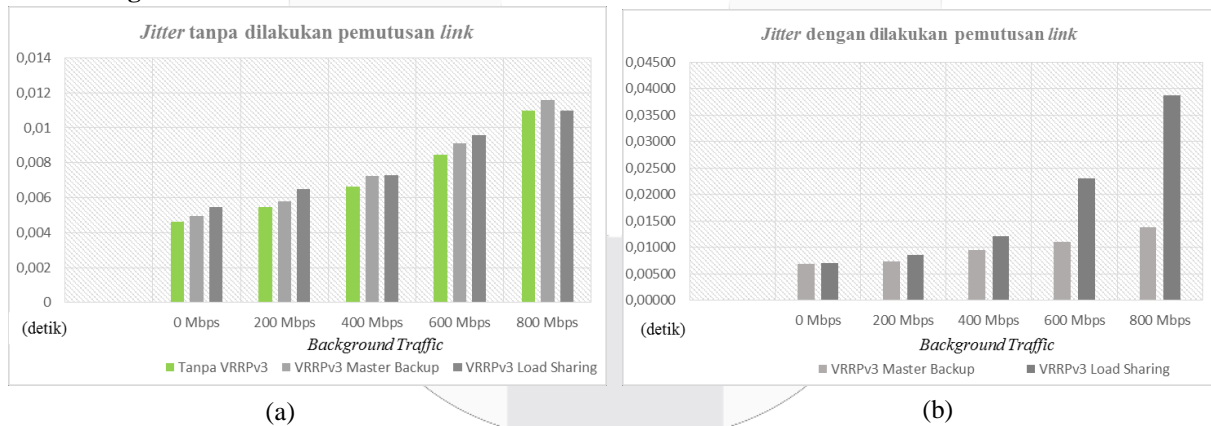 Jitter tanpa dilakukan pemutusan link
0,014
0,012
0,01
0,008
0,006
0,004
0,002
0
0 Mbps 200 Mbps 400 Mbps 600 Mbps 800 Mbps
(detik)
Background Traffic
Tanpa VRRPv3 VRRPv3 Master Backup VRRPv3 Load Sharing
(a)
Jitter dengan dilakukan pemutusan link
0,04500
0,04000
0,03500
0,03000
0,02500
0,02000
0,01500
0,01000
0,00500
0,00000
0 Mbps 200 Mbps 400 Mbps 600 Mbps 800 Mbps
(detik)
Background Traffic
VRRPv3 Master Backup VRRPv3 Load Sharing
(b)